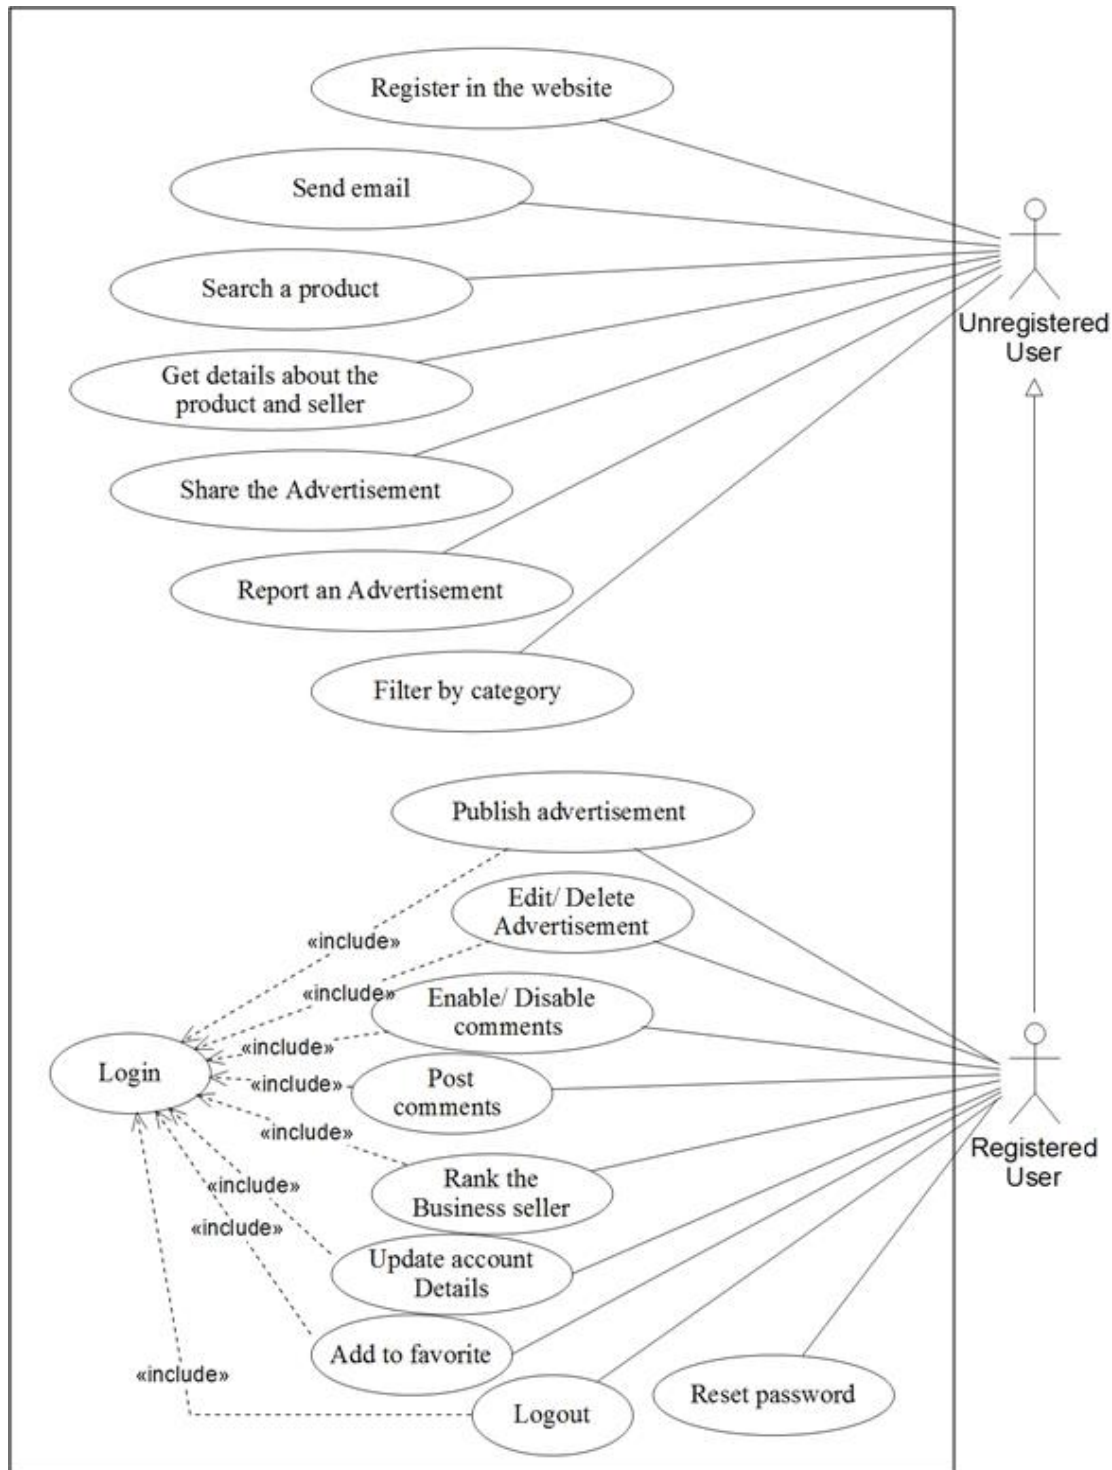 Register in the website
Send email
Search a product
Unregistered
User
Get details about the
product and seller
Share the Advertisement
Report an Advertisement
Filter by category
Publish advertisement
Edit/ Delete
Advertisement
«include»
«include»
Enable/ Disable
comments
«include»
Login
«include»
Post
comments
«include»
Registered
User
Rank the
Business seller
«include»
«include»
Update account
Details
Add to favorite
«include»
Logout
Reset password